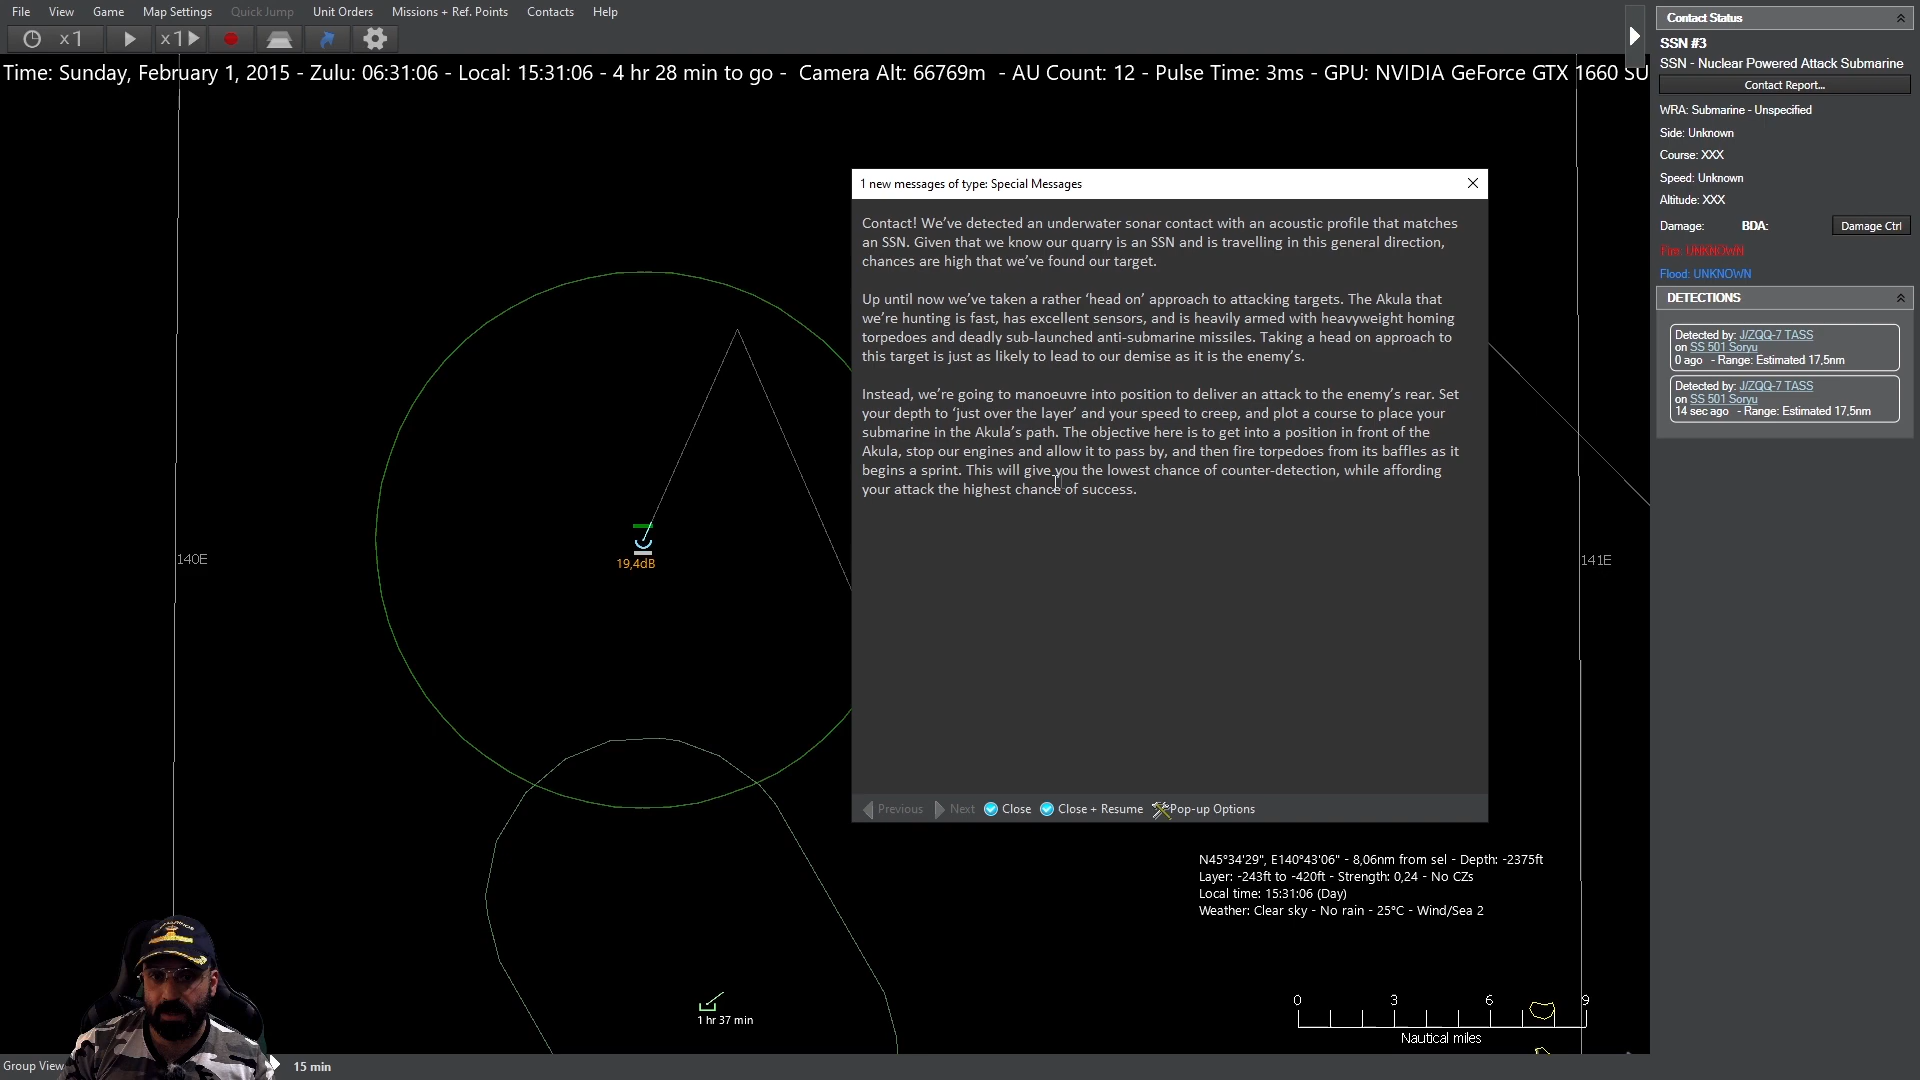 File View Game Map Settings Quick Jump Unit Orders Missions + Ref. Points Contacts Help
x1 x1
Time: Sunday, February 1, 2015 - Zulu: 06:31:06 - Local: 15:31:06 - 4 hr 28 min to go - Camera Alt: 66769m - AU Count: 12 - Pulse Time: 3ms - GPU: NVIDIA GeForce GTX 1660 SU
Contact Status
SSN #3
SSN - Nuclear Powered Attack Submarine
Contact Report...
WRA: Submarine - Unspecified
Side: Unknown
Course: XXX
Speed: Unknown
Altitude: XXX
Damage: BDA: Damage Ctrl
Fire: UNKNOWN
Flood: UNKNOWN
DETECTIONS
Detected by: J/ZQQ-7 TASS
on SS 501 Soryu
0 ago - Range: Estimated 17,5nm
Detected by: J/ZQQ-7 TASS
on SS 501 Soryu
14 sec ago - Range: Estimated 17,5nm
1 new messages of type: Special Messages
Contact! We've detected an underwater sonar contact with an acoustic profile that matches
an SSN. Given that we know our quarry is an SSN and is travelling in this general direction,
chances are high that we've found our target.
Up until now we've taken a rather 'head on' approach to attacking targets. The Akula that
we're hunting is fast, has excellent sensors, and is heavily armed with heavyweight homing
torpedoes and deadly sub-launched anti-submarine missiles. Taking a head on approach to
this target is just as likely to lead to our demise as it is the enemy's.
Instead, we're going to manoeuvre into position to deliver an attack to the enemy's rear. Set
your depth to 'just over the layer' and your speed to creep, and plot a course to place your
submarine in the Akula's path. The objective here is to get into a position in front of the
Akula, stop our engines and allow it to pass by, and then fire torpedoes from its baffles as it
begins a sprint. This will give you the lowest chance of counter-detection, while affording
your attack the highest chance of success.
Previous Next Close Close + Resume Pop-up Options
140E
141E
19,4dB
N45°34'29", E140°43'06" - 8,06nm from sel - Depth: -2375ft
Layer: -243ft to -420ft - Strength: 0,24 - No CZs
Local time: 15:31:06 (Day)
Weather: Clear sky - No rain - 25°C - Wind/Sea 2
1 hr 37 min
0 3 6 9
Nautical miles
Group View
15 min